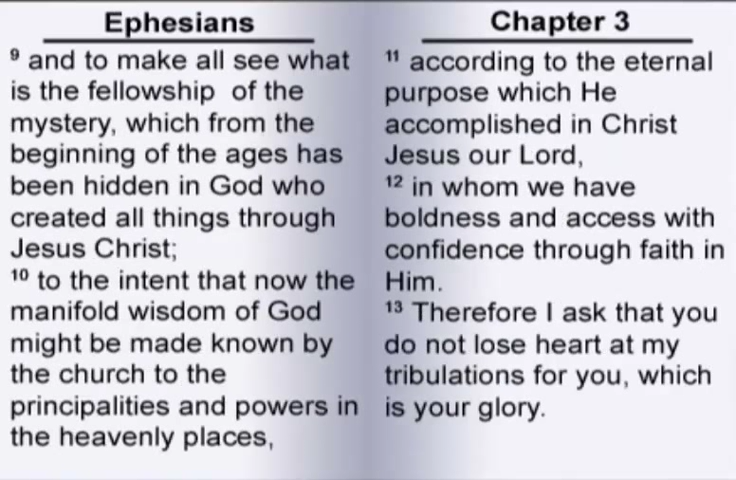 Ephesians
⁹ and to make all see what
is the fellowship of the
mystery, which from the
beginning of the ages has
been hidden in God who
created all things through
Jesus Christ;
¹⁰ to the intent that now the
manifold wisdom of God
might be made known by
the church to the
principalities and powers in
the heavenly places,
Chapter 3
¹¹ according to the eternal
purpose which He
accomplished in Christ
Jesus our Lord,
¹² in whom we have
boldness and access with
confidence through faith in
Him.
¹³ Therefore I ask that you
do not lose heart at my
tribulations for you, which
is your glory.